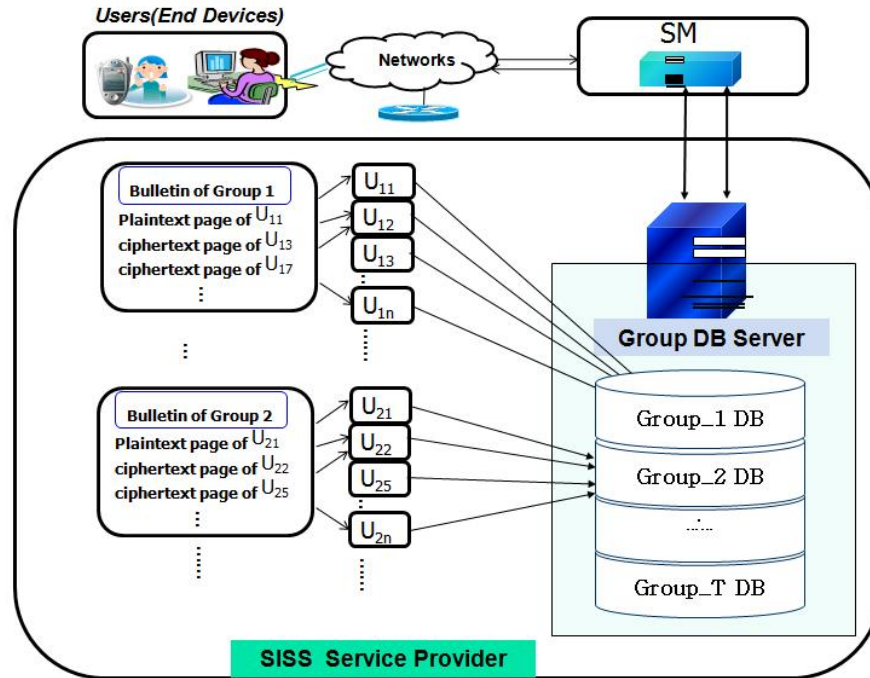 Users(End Devices)
Networks
SM
Bulletin of Group 1
Plaintext page of U11
ciphertext page of U13
ciphertext page of U17
⋮
U11
U12
U13
⋮
U1n
Group DB Server
Group_1 DB
Group_2 DB
Group_T DB
Bulletin of Group 2
Plaintext page of U21
ciphertext page of U22
ciphertext page of U25
⋮
U21
U22
U25
⋮
U2n
SISS Service Provider